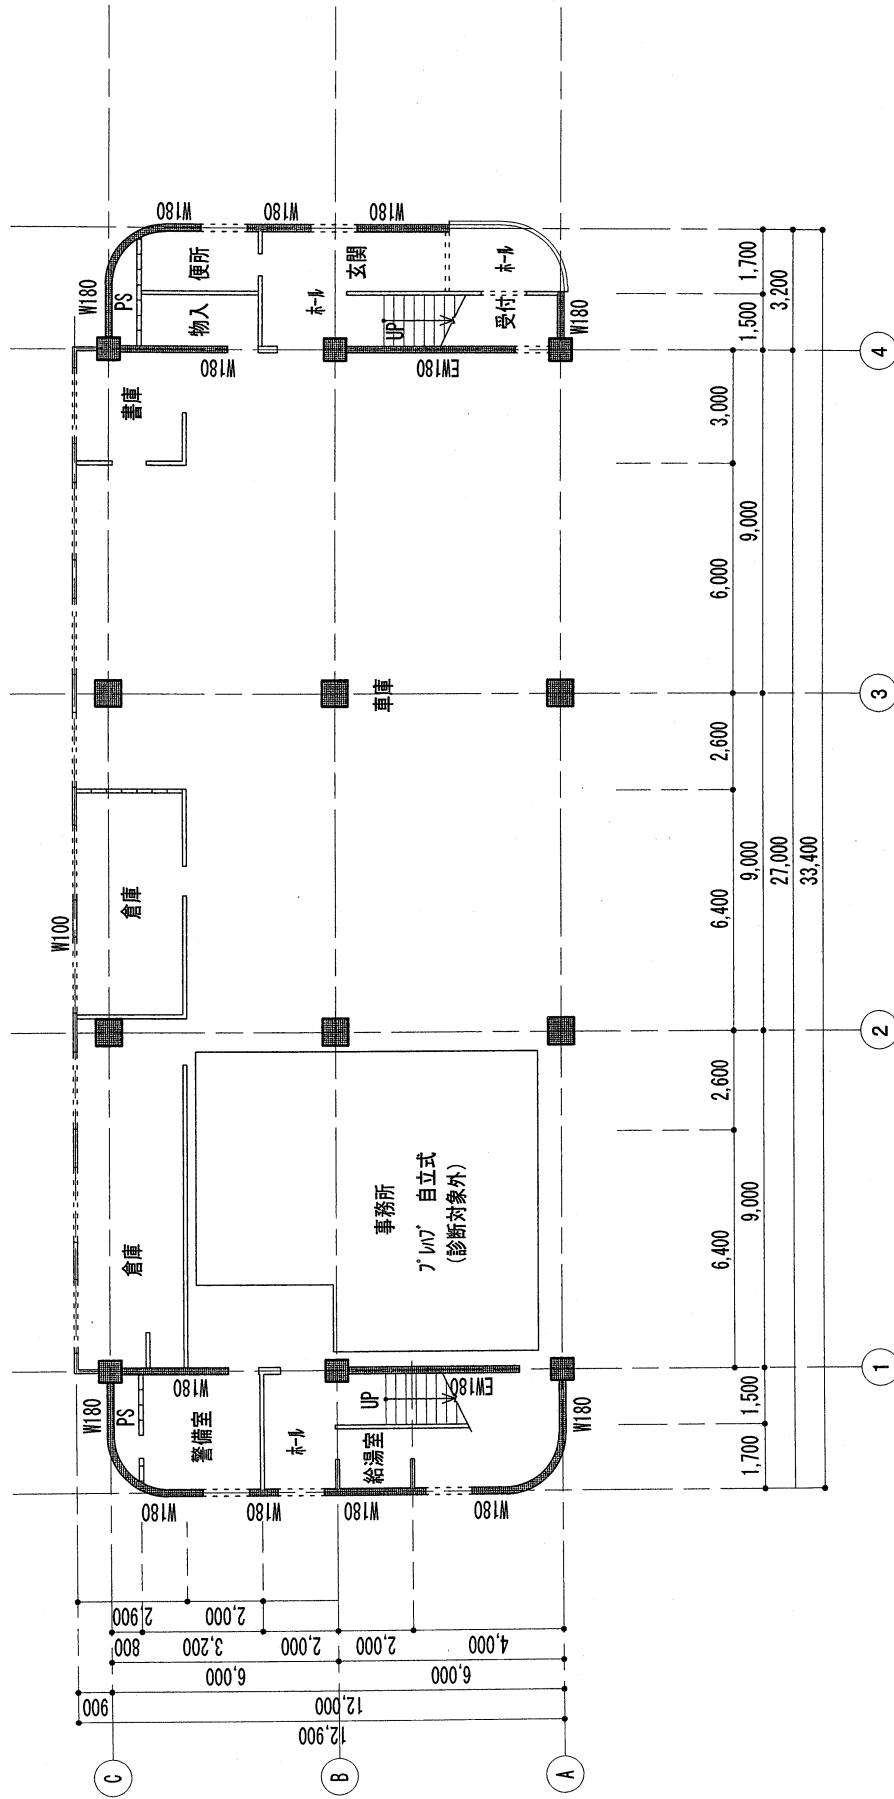 W180
W180
W180
W180
PS
便所
物入
ホール
玄関
ホール
受付
UP
W180
W180
EW180
書庫
車庫
倉庫
W100
倉庫
事務所
ﾌﾟﾚﾊﾌﾞ 自立式
(診断対象外)
W180
PS
W180
警備室
ホール
給湯室
UP
EW180
W180
W180
W180
W180
W180
1,700
1,500
3,200
3,000
6,000
9,000
2,600
6,400
9,000
27,000
33,400
2,600
6,400
9,000
1,500
1,700
4
3
2
1
2,900
2,000
800
3,200
2,000
2,000
4,000
6,000
6,000
900
12,000
12,900
C
B
A